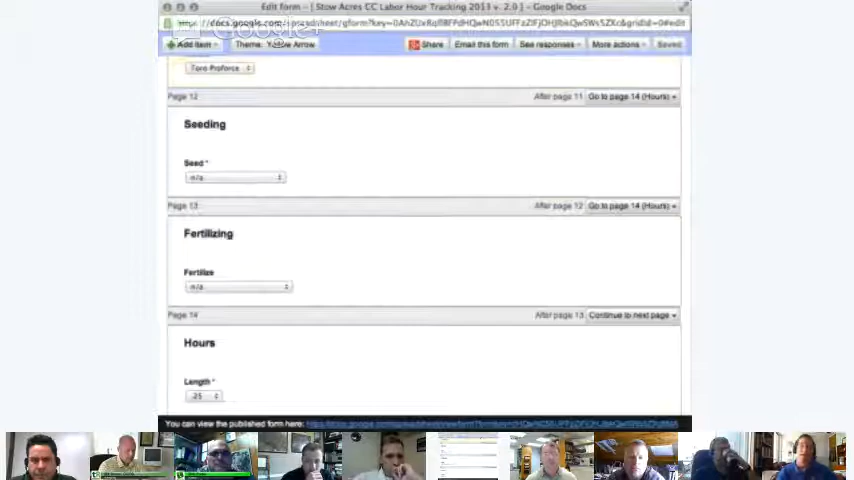 Edit form - [ Stow Acres CC Labor Hour Tracking 2013 v. 2.0 ] - Google Docs
Google+
Add item
Theme: Yellow Arrow
Share
Email this form
See responses
More actions
Saved
Toro Proforce
Page 12
After page 11
Go to page 14 (Hours)
Seeding
Seed *
n/a
Page 13
After page 12
Go to page 14 (Hours)
Fertilizing
Fertilize
n/a
Page 14
After page 13
Continue to next page
Hours
Length *
.25
You can view the published form here: